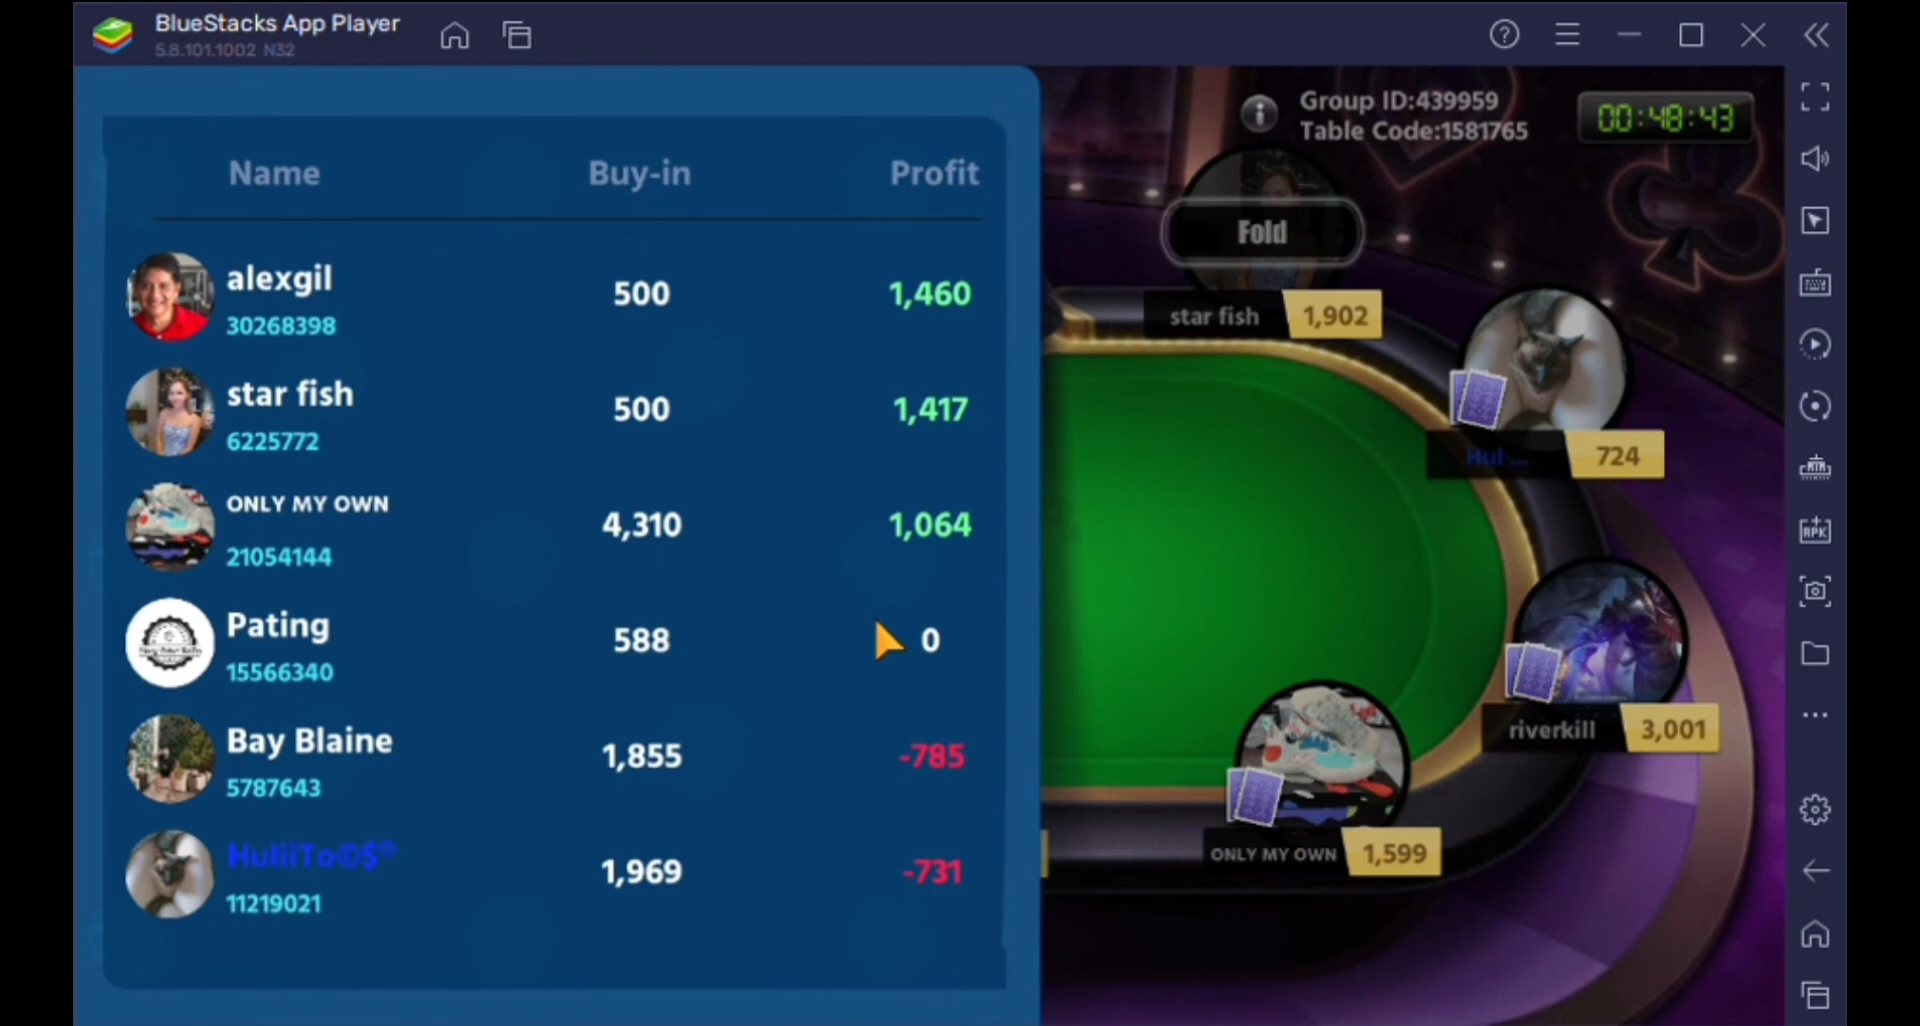 BlueStacks App Player
5.8.101.1002 N32
Group ID:439959
Table Code:1581765
00:48:43
Name Buy-in Profit
alexgil
30268398
500 1,460
star fish
6225772
500 1,417
ONLY MY OWN
21054144
4,310 1,064
Pating
15566340
588 0
Bay Blaine
5787643
1,855 -785
HuliiTo©$®
11219021
1,969 -731
Fold
star fish 1,902
Hul ... 724
riverkill 3,001
ONLY MY OWN 1,599